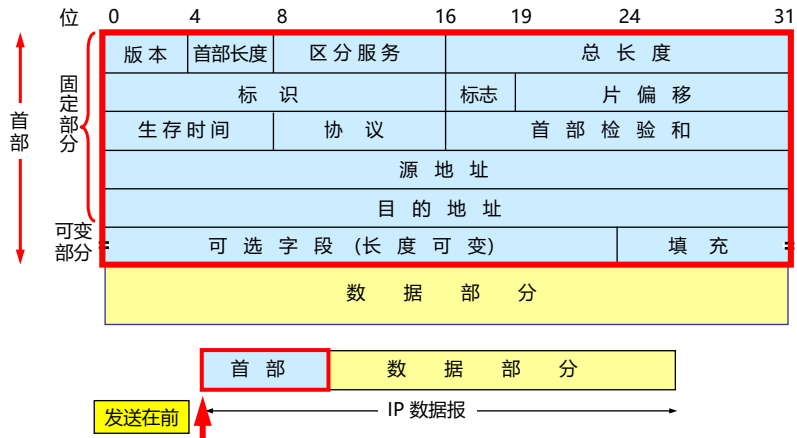 位 0 4 8 16 19 24 31
版本 首部长度 区分服务 总长度
标识 标志 片偏移
生存时间 协议 首部检验和
源地址
目的地址
可选字段 (长度可变) 填充
数据部分
首部
固定部分
可变
部分
首部 数据部分
发送在前
IP 数据报